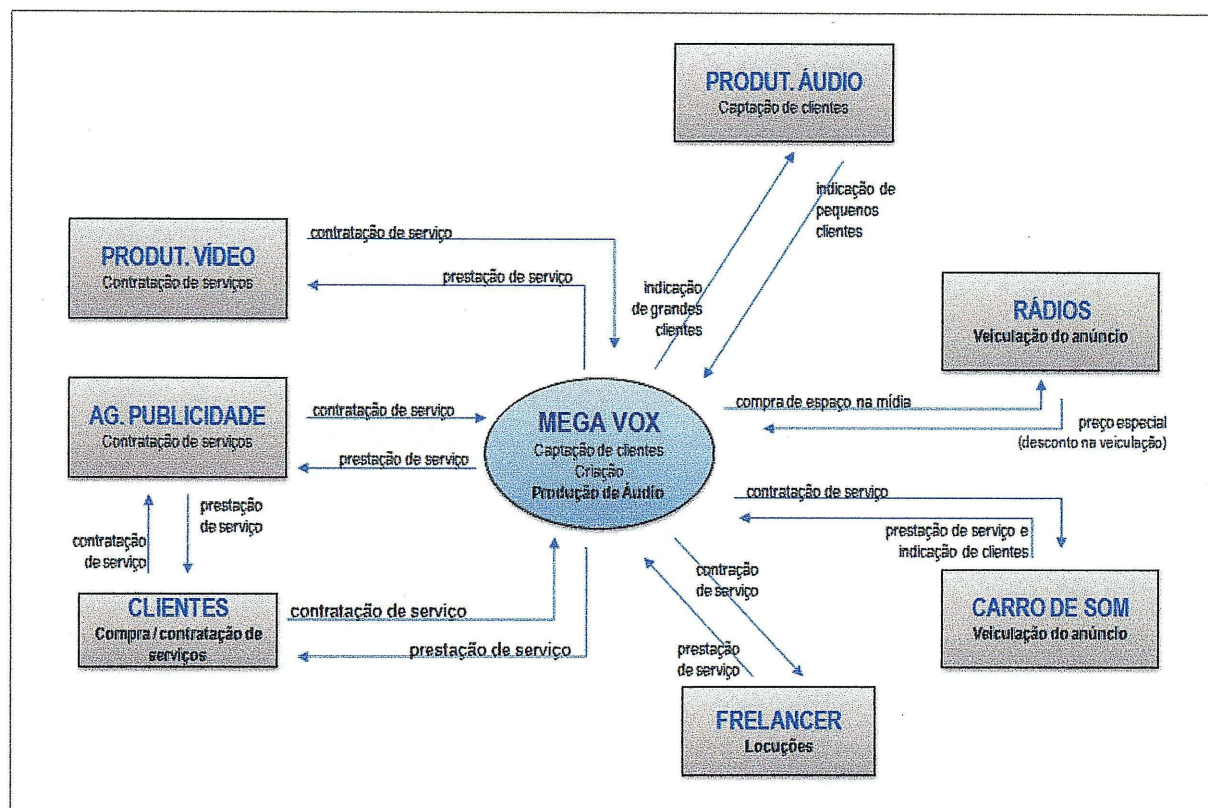 PRODUT. ÁUDIO
Captação de clientes
indicação de
pequenos
clientes
PRODUT. VÍDEO
Contratação de serviços
contratação de serviço
prestação de serviço
indicação
de grandes
clientes
RÁDIOS
Veiculação do anúncio
AG. PUBLICIDADE
Contratação de serviços
contratação de serviço
prestação de serviço
MEGA VOX
Captação de clientes
Criação
Produção de Áudio
compra de espaço na mídia
preço especial
(desconto na veiculação)
contratação de serviço
prestação de serviço e
indicação de clientes
prestação
de serviço
contratação
de serviço
CLIENTES
Compra / contratação de
serviços
contratação de serviço
prestação de serviço
contração
de serviço
prestação
de serviço
CARRO DE SOM
Veiculação do anúncio
FRELANCER
Locuções